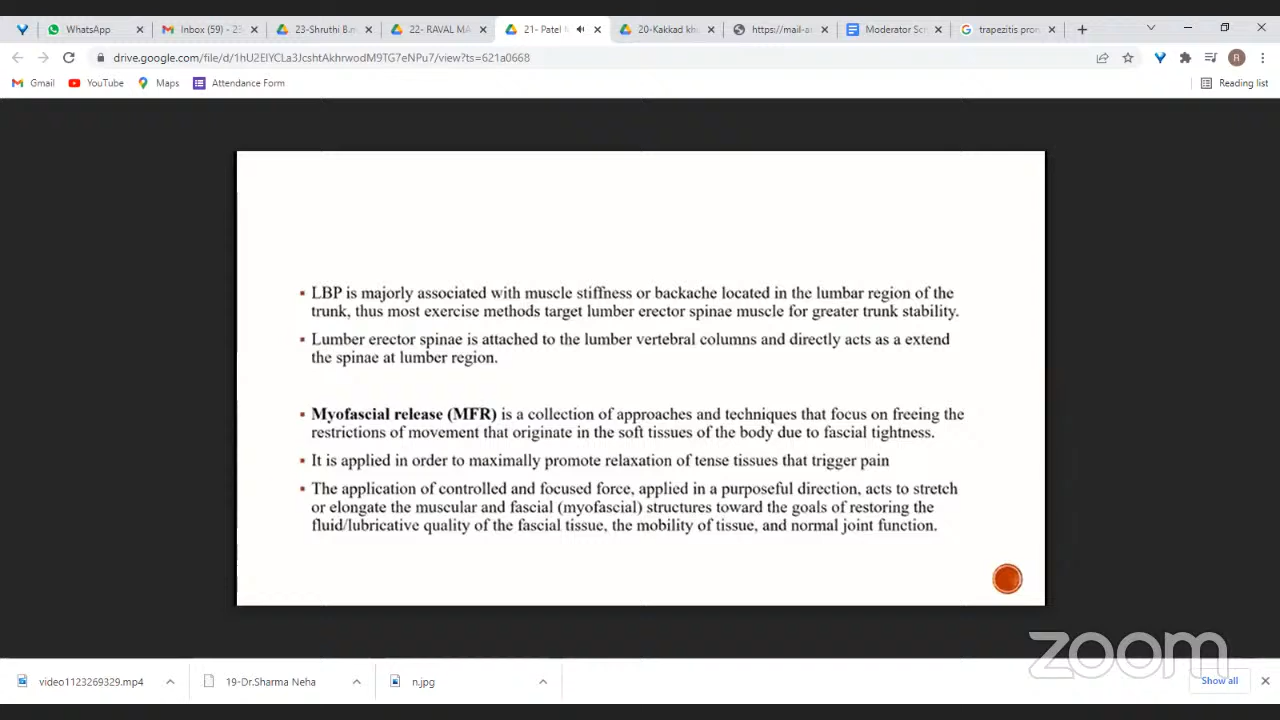 WhatsApp
Inbox (59) - 23-
23-Shruthi B.n
22- RAVAL MA
21- Patel
20-Kakkad kh
https://mail-a
Moderator Scr
trapezitis pron
drive.google.com/file/d/1hU2ElYCLa3JcshtAkhrwodM9TG7eNPu7/view?ts=621a0668
R
Gmail
YouTube
Maps
Attendance Form
Reading list
▪ LBP is majorly associated with muscle stiffness or backache located in the lumbar region of the
trunk, thus most exercise methods target lumber erector spinae muscle for greater trunk stability.
▪ Lumber erector spinae is attached to the lumber vertebral columns and directly acts as a extend
the spinae at lumber region.
▪ Myofascial release (MFR) is a collection of approaches and techniques that focus on freeing the
restrictions of movement that originate in the soft tissues of the body due to fascial tightness.
▪ It is applied in order to maximally promote relaxation of tense tissues that trigger pain
▪ The application of controlled and focused force, applied in a purposeful direction, acts to stretch
or elongate the muscular and fascial (myofascial) structures toward the goals of restoring the
fluid/lubricative quality of the fascial tissue, the mobility of tissue, and normal joint function.
zoom
video1123269329.mp4
19-Dr.Sharma Neha
n.jpg
Show all